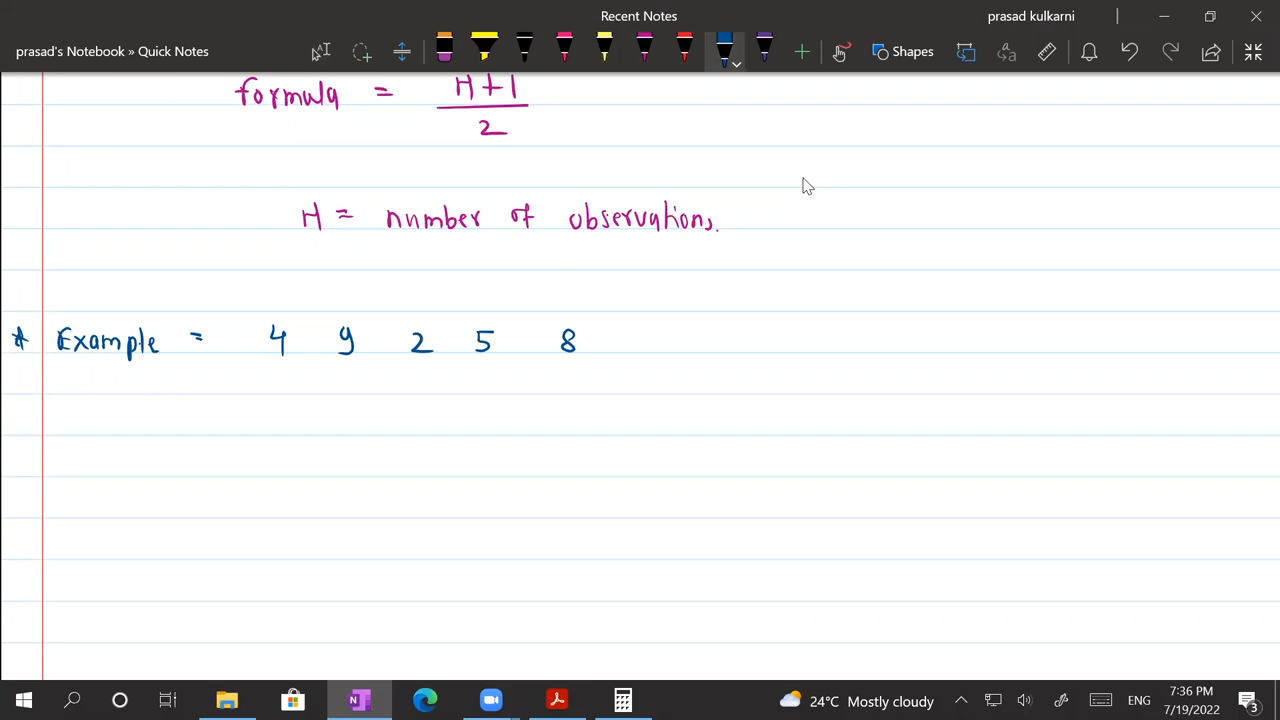 Recent Notes
prasad kulkarni
prasad's Notebook » Quick Notes
Shapes
formula = H+1
2
H = number of observations.
* Example = 4 9 2 5 8
24°C Mostly cloudy
ENG
7:36 PM
7/19/2022
3